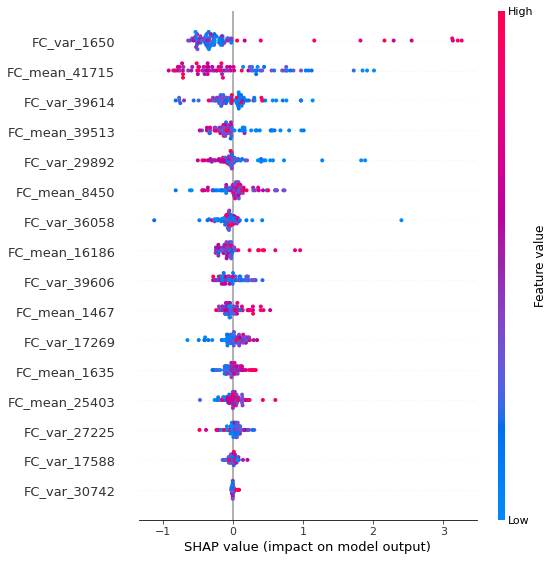 High
FC_var_1650
FC_mean_41715
FC_var_39614
FC_mean_39513
FC_var_29892
FC_mean_8450
FC_var_36058
FC_mean_16186
FC_var_39606
FC_mean_1467
FC_var_17269
FC_mean_1635
FC_mean_25403
FC_var_27225
FC_var_17588
FC_var_30742
Feature value
Low
−1 0 1 2 3
SHAP value (impact on model output)